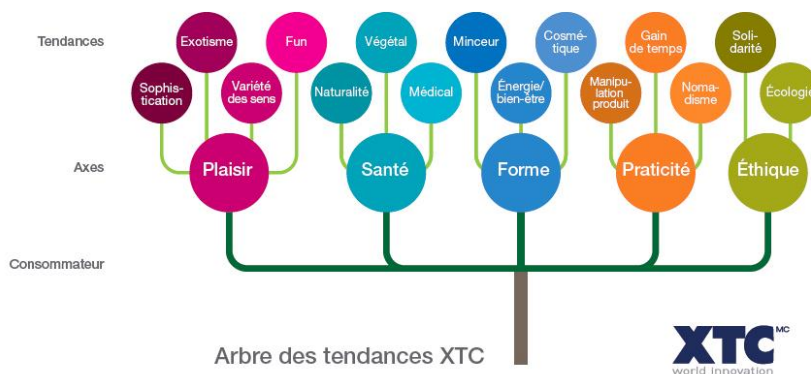 Tendances
Exotisme
Fun
Végétal
Minceur
Cosmé-
tique
Gain
de temps
Soli-
darité
Sophis-
tication
Variété
des sens
Naturalité
Médical
Énergie/
bien-être
Manipu-
lation
produit
Noma-
disme
Écologie
Axes
Plaisir
Santé
Forme
Praticité
Éthique
Consommateur
Arbre des tendances XTC
XTC MC
world innovation